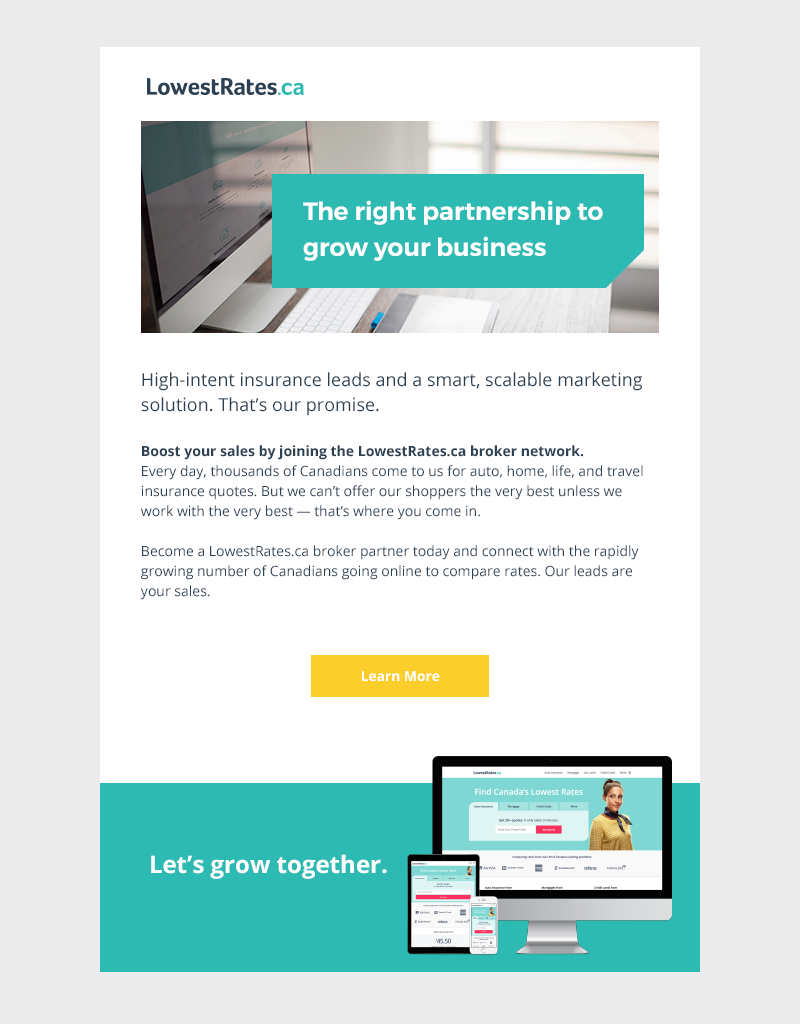 LowestRates.ca
The right partnership to
grow your business
High-intent insurance leads and a smart, scalable marketing
solution. That’s our promise.
Boost your sales by joining the LowestRates.ca broker network.
Every day, thousands of Canadians come to us for auto, home, life, and travel
insurance quotes. But we can’t offer our shoppers the very best unless we
work with the very best — that’s where you come in.
Become a LowestRates.ca broker partner today and connect with the rapidly
growing number of Canadians going online to compare rates. Our leads are
your sales.
Learn More
Let’s grow together.
LowestRates.ca
Find Canada’s Lowest Rates
Mortgage
Credit Cards
More
45.50